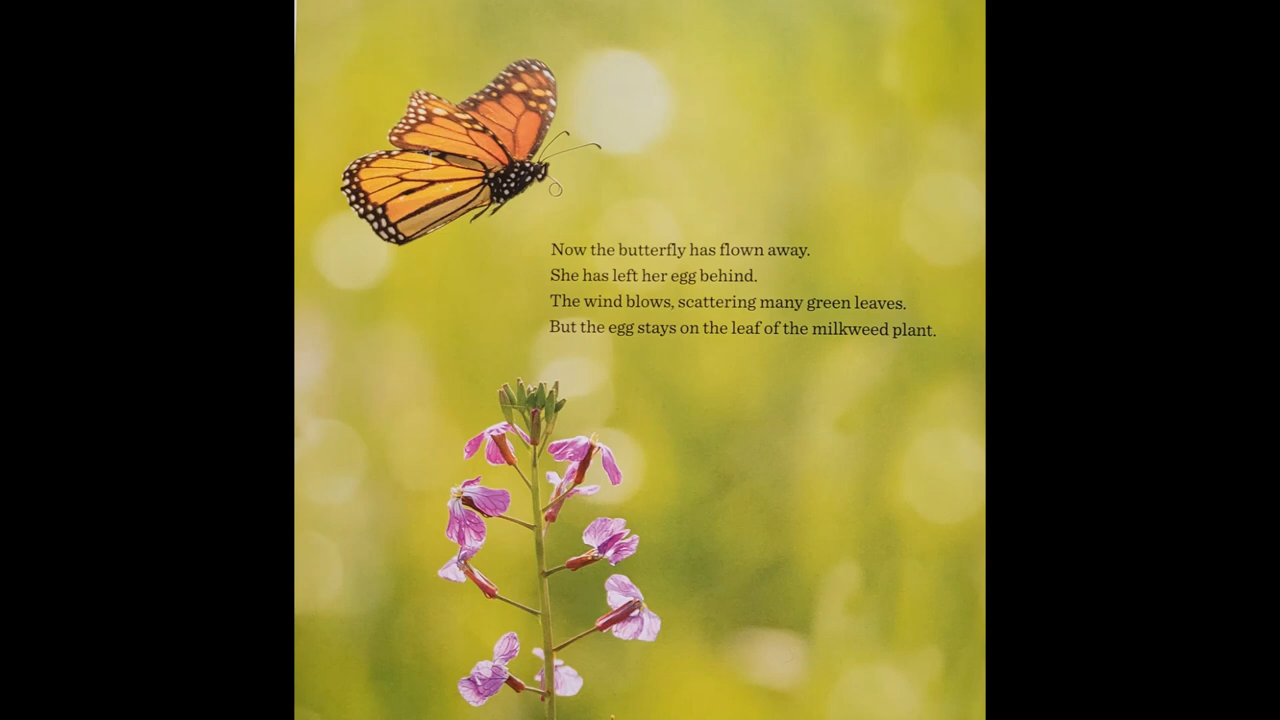 Now the butterfly has flown away.
She has left her egg behind.
The wind blows, scattering many green leaves.
But the egg stays on the leaf of the milkweed plant.